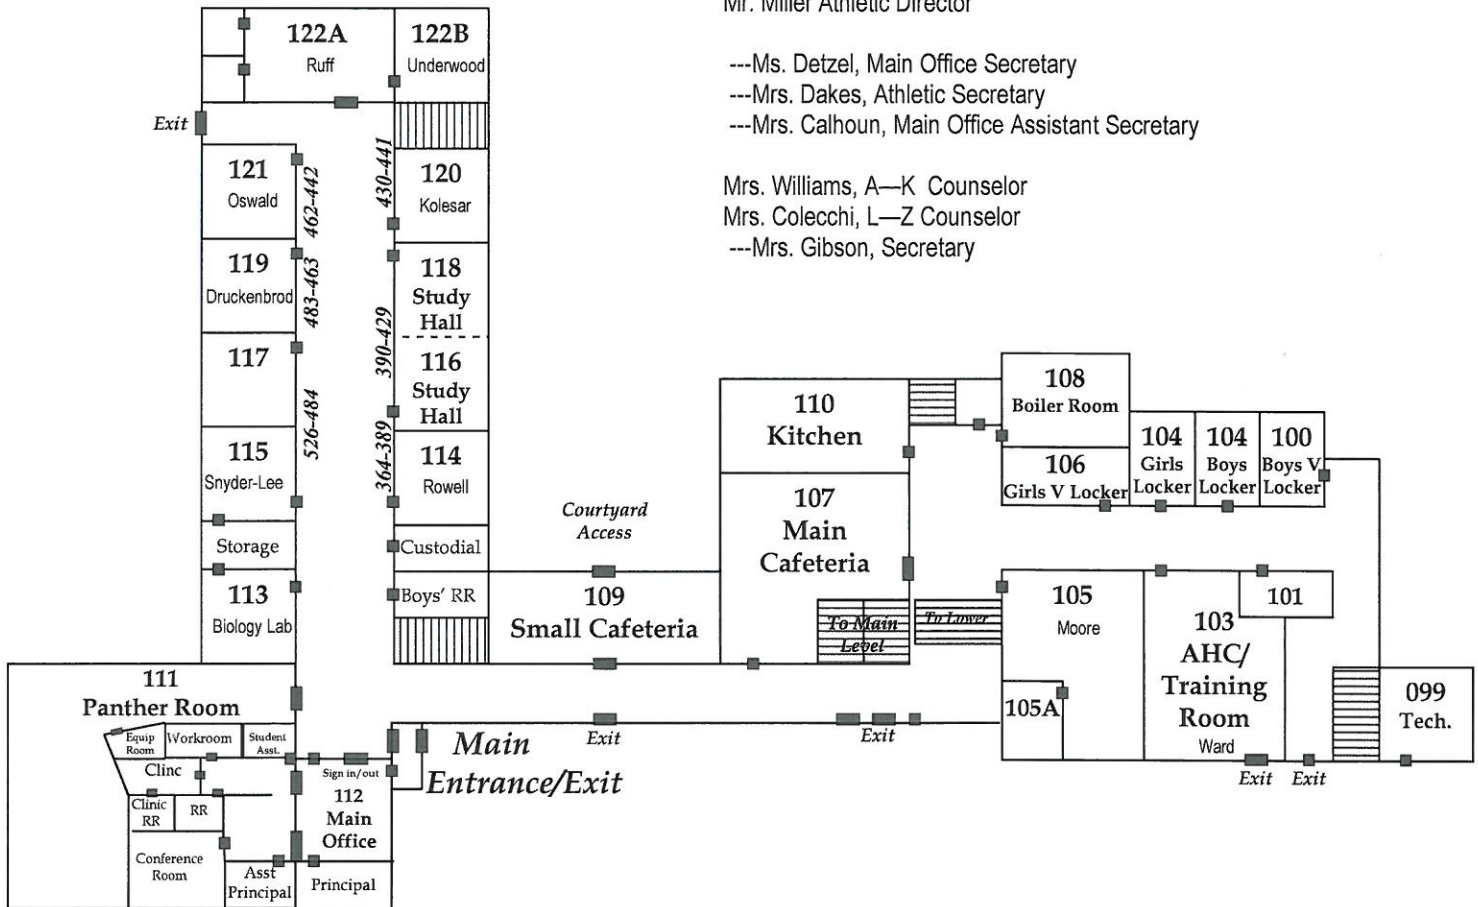 Mr. Miller Athletic Director
---Ms. Detzel, Main Office Secretary
---Mrs. Dakes, Athletic Secretary
---Mrs. Calhoun, Main Office Assistant Secretary
Mrs. Williams, A—K Counselor
Mrs. Colecchi, L—Z Counselor
---Mrs. Gibson, Secretary
122A
Ruff
122B
Underwood
Exit
121
Oswald
462-442
430-441
120
Kolesar
119
Druckenbrod
483-463
118
Study
Hall
390-429
117
116
Study
Hall
526-484
115
Snyder-Lee
364-389
114
Rowell
Storage
Custodial
113
Biology Lab
Boys' RR
Courtyard
Access
109
Small Cafeteria
110
Kitchen
107
Main
Cafeteria
To Main
Level
To Lower
108
Boiler Room
106
Girls V Locker
104
Girls
Locker
104
Boys
Locker
100
Boys V
Locker
105
Moore
105A
101
103
AHC/
Training
Room
Ward
099
Tech.
Exit
Exit
Exit
Exit
111
Panther Room
Equip
Room
Workroom
Student
Asst.
Clinc
Clinic
RR
RR
Conference
Room
Asst
Principal
Sign in/out
112
Main
Office
Principal
Main
Entrance/Exit